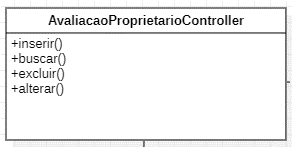 AvaliacaoProprietarioController
+inserir()
+buscar()
+excluir()
+alterar()